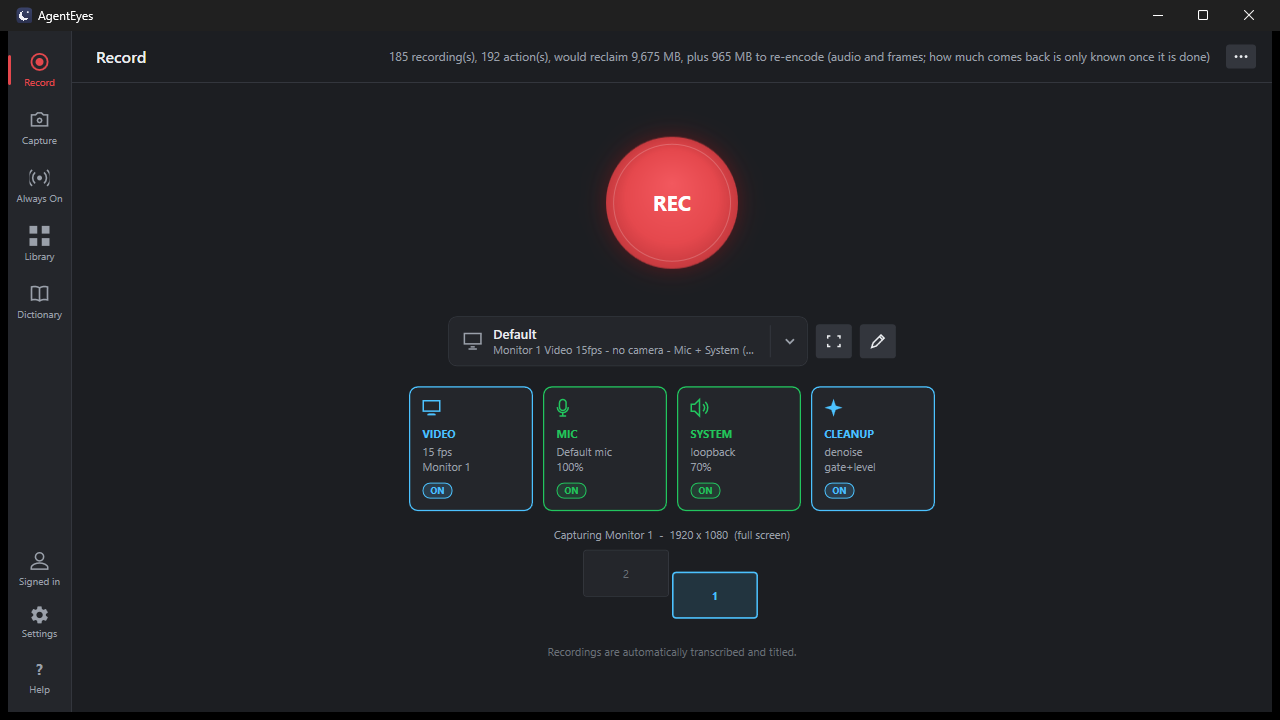 AgentEyes
Record
185 recording(s), 192 action(s), would reclaim 9,675 MB, plus 965 MB to re-encode (audio and frames; how much comes back is only known once it is done)
Record
Capture
Always On
Library
Dictionary
REC
Default
Monitor 1 Video 15fps - no camera - Mic + System (...
VIDEO
15 fps
Monitor 1
ON
MIC
Default mic
100%
ON
SYSTEM
loopback
70%
ON
CLEANUP
denoise
gate+level
ON
Capturing Monitor 1 - 1920 x 1080 (full screen)
2
1
Recordings are automatically transcribed and titled.
Signed in
Settings
?
Help